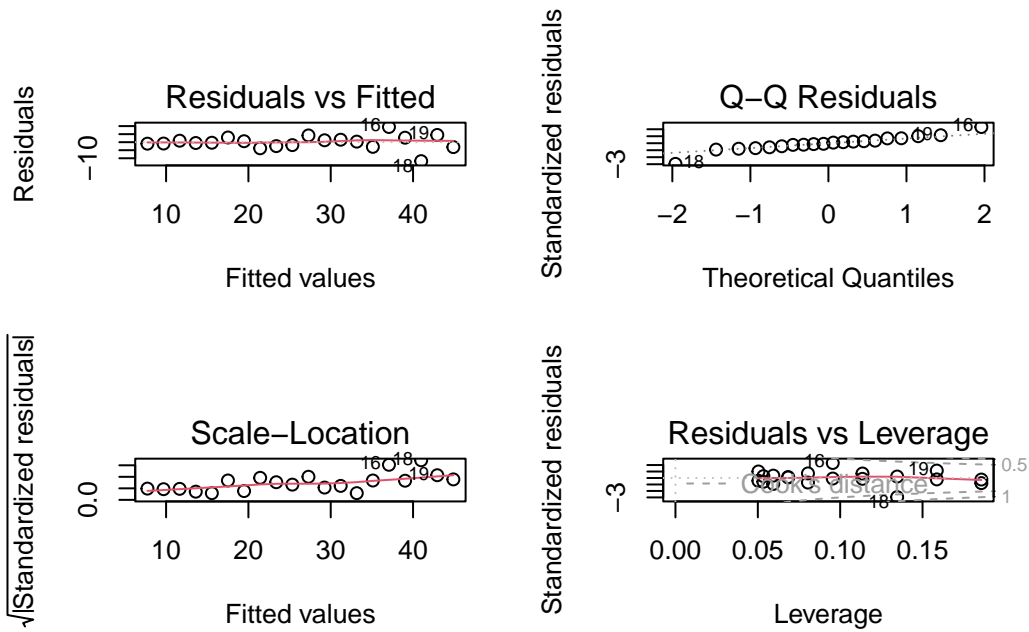 Residuals vs Fitted
Residuals
−10
16
19
18
10 20 30 40
Fitted values
Q−Q Residuals
Standardized residuals
−3
16
19
18
−2 −1 0 1 2
Theoretical Quantiles
Scale−Location
√|Standardized residuals|
0.0
16
18
19
10 20 30 40
Fitted values
Residuals vs Leverage
Standardized residuals
−3
16
19
18
Cook's distance
0.5
1
0.00 0.05 0.10 0.15
Leverage